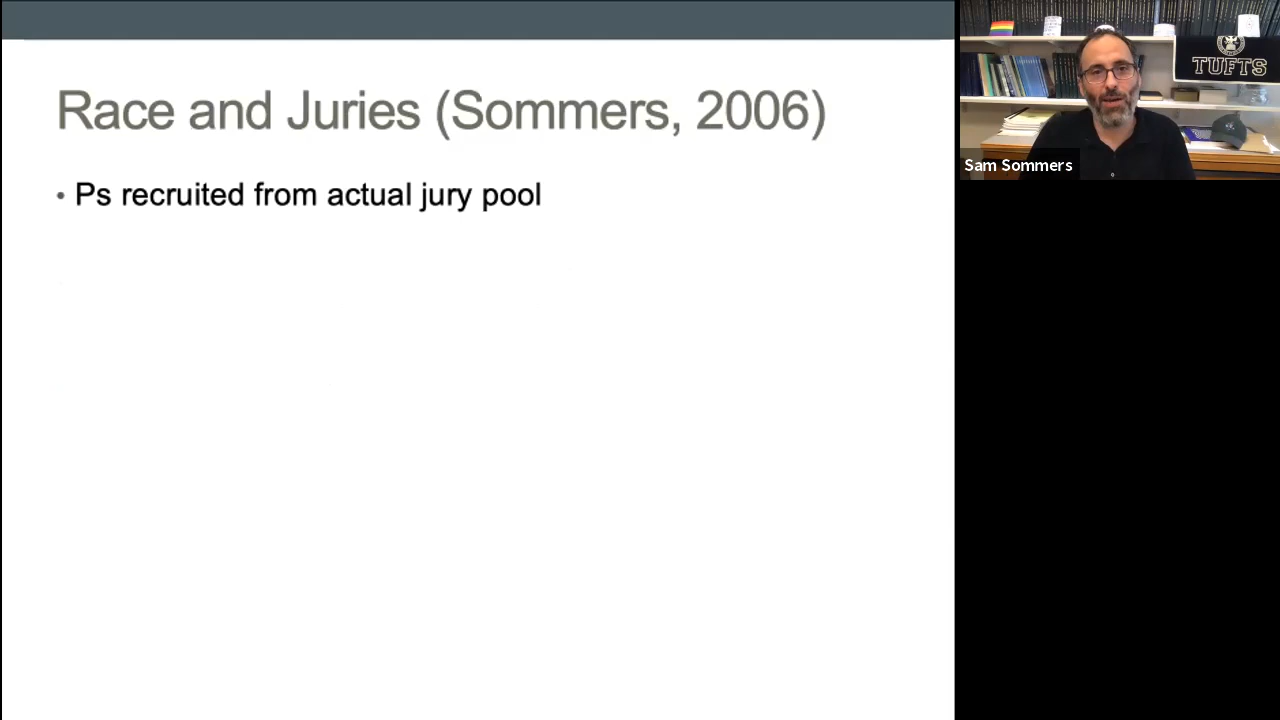 Race and Juries (Sommers, 2006)
• Ps recruited from actual jury pool
TUFTS
Sam Sommers